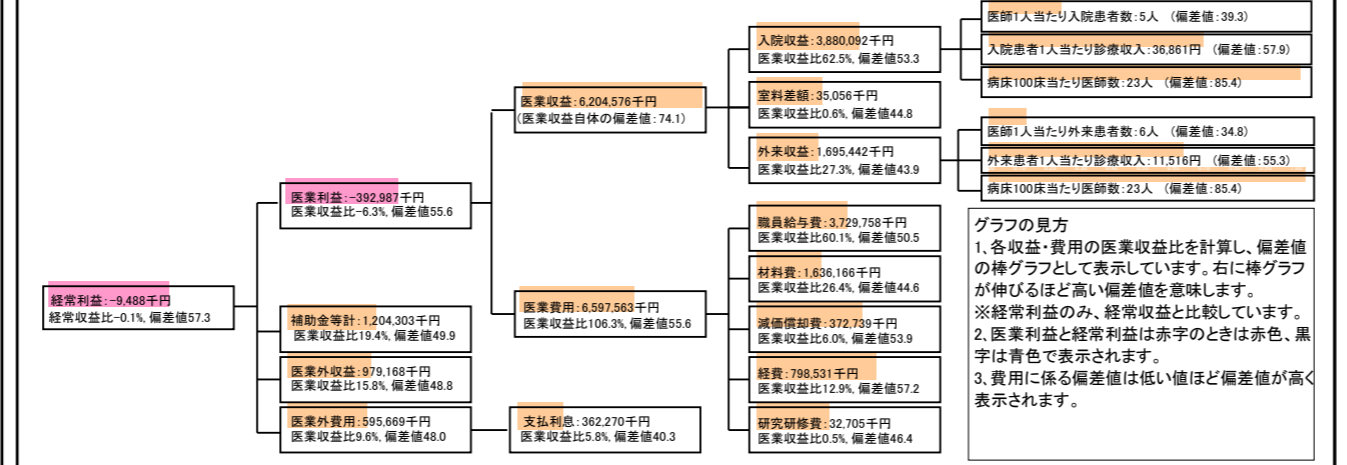 経常利益:-9,488千円
経常収比-0.1%, 偏差値57.3
医業利益:-392,987千円
医業収益比-6.3%, 偏差値55.6
補助金等計:1,204,303千円
医業収益比19.4%, 偏差値49.9
医業外収益:979,168千円
医業収益比15.8%, 偏差値48.8
医業外費用:595,669千円
医業収益比9.6%, 偏差値48.0
医業収益:6,204,576千円
(医業収益自体の偏差値:74.1)
医業費用:6,597,563千円
医業収益比106.3%, 偏差値55.6
支払利息:362,270千円
医業収益比5.8%, 偏差値40.3
入院収益:3,880,092千円
医業収益比62.5%, 偏差値53.3
室料差額:35,056千円
医業収益比0.6%, 偏差値44.8
外来収益:1,695,442千円
医業収益比27.3%, 偏差値43.9
職員給与費:3,729,758千円
医業収益比60.1%, 偏差値50.5
材料費:1,636,166千円
医業収益比26.4%, 偏差値44.6
減価償却費:372,739千円
医業収益比6.0%, 偏差値53.9
経費:798,531千円
医業収益比12.9%, 偏差値57.2
研究研修費:32,705千円
医業収益比0.5%, 偏差値46.4
医師1人当たり入院患者数:5人 (偏差値:39.3)
入院患者1人当たり診療収入:36,861円 (偏差値:57.9)
病床100床当たり医師数:23人 (偏差値:85.4)
医師1人当たり外来患者数:6人 (偏差値:34.8)
外来患者1人当たり診療収入:11,516円 (偏差値:55.3)
病床100床当たり医師数:23人 (偏差値:85.4)
グラフの見方
1、各収益・費用の医業収益比を計算し、偏差値
の棒グラフとして表示しています。右に棒グラフ
が伸びるほど高い偏差値を意味します。
※経常利益のみ、経常収益と比較しています。
2、医業利益と経常利益は赤字のときは赤色、黒
字は青色で表示されます。
3、費用に係る偏差値は低い値ほど偏差値が高く
表示されます。